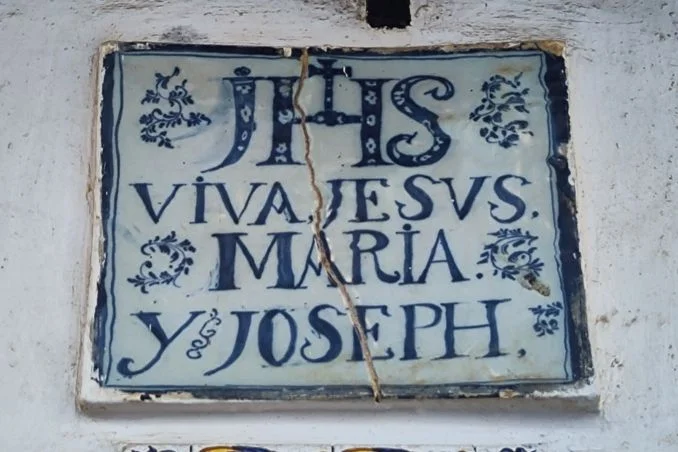 JHS
VIVA JESVS.
MARIA.
Y JOSEPH.